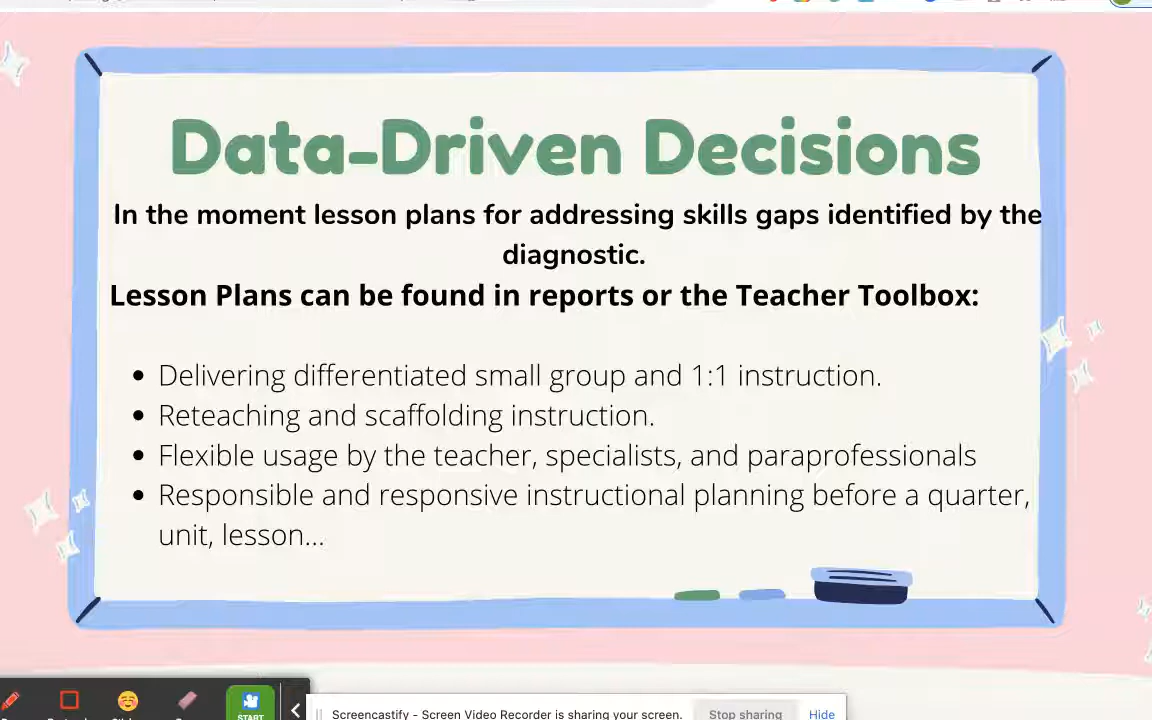 Data-Driven Decisions
In the moment lesson plans for addressing skills gaps identified by the
diagnostic.
Lesson Plans can be found in reports or the Teacher Toolbox:
• Delivering differentiated small group and 1:1 instruction.
• Reteaching and scaffolding instruction.
• Flexible usage by the teacher, specialists, and paraprofessionals
• Responsible and responsive instructional planning before a quarter,
unit, lesson...
START
Screencastify - Screen Video Recorder is sharing your screen.
Stop sharing
Hide